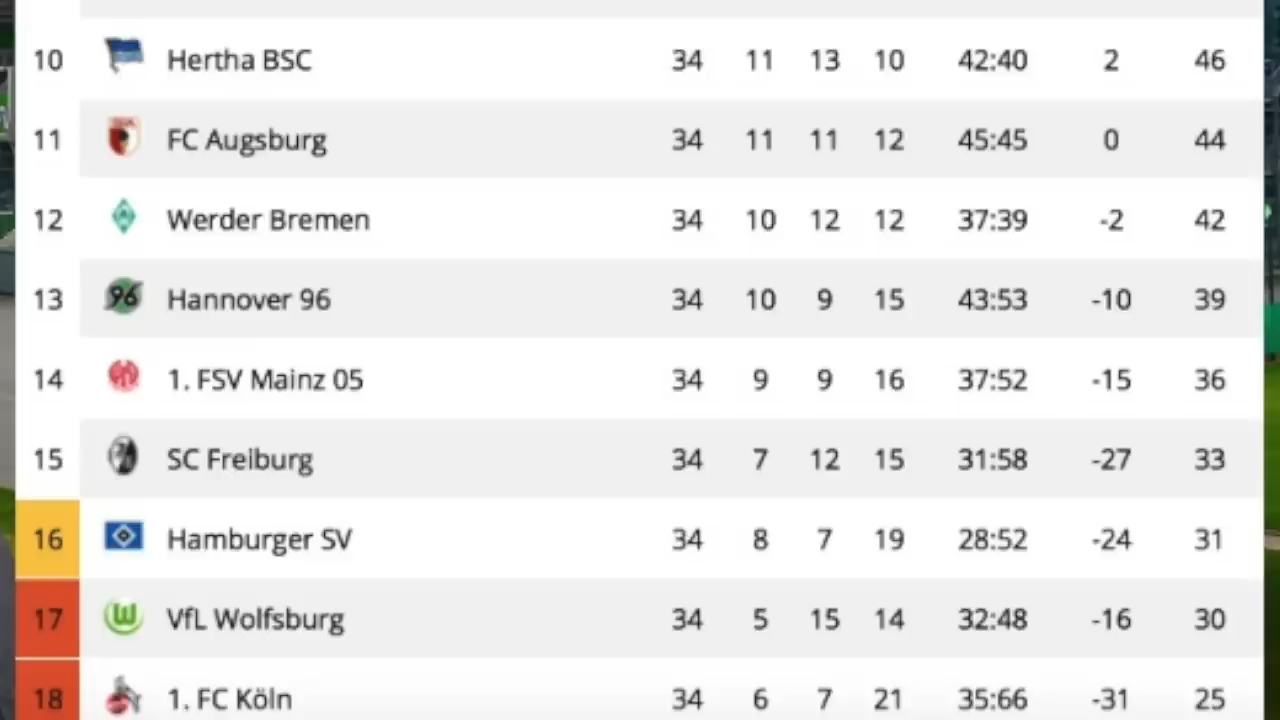 10 Hertha BSC 34 11 13 10 42:40 2 46
11 FC Augsburg 34 11 11 12 45:45 0 44
12 Werder Bremen 34 10 12 12 37:39 -2 42
13 96 Hannover 96 34 10 9 15 43:53 -10 39
14 1. FSV Mainz 05 34 9 9 16 37:52 -15 36
15 SC Freiburg 34 7 12 15 31:58 -27 33
16 Hamburger SV 34 8 7 19 28:52 -24 31
17 W VfL Wolfsburg 34 5 15 14 32:48 -16 30
18 1. FC Köln 34 6 7 21 35:66 -31 25